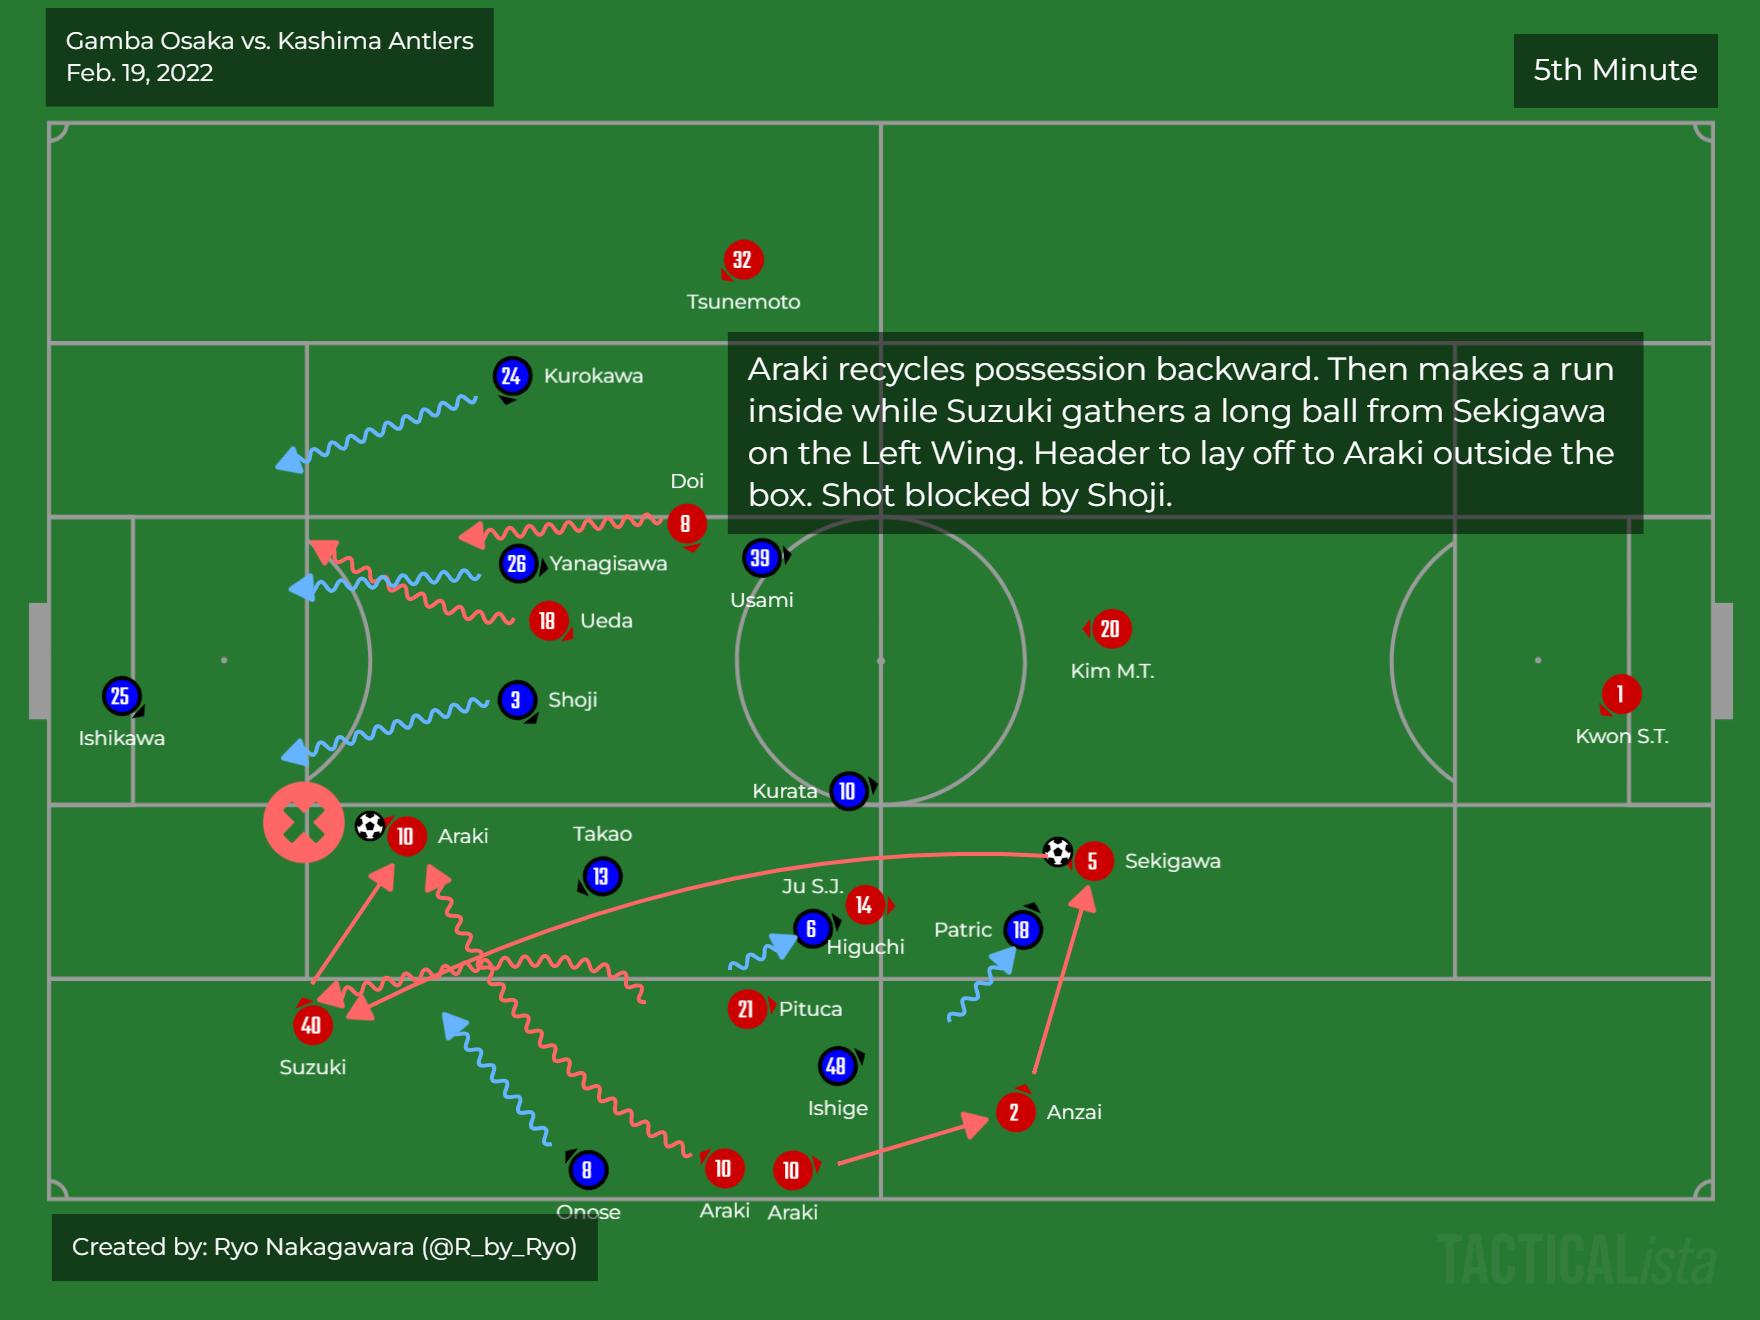 Gamba Osaka vs. Kashima Antlers
Feb. 19, 2022
5th Minute
32
Tsunemoto
24
Kurokawa
Araki recycles possession backward. Then makes a run
inside while Suzuki gathers a long ball from Sekigawa
on the Left Wing. Header to lay off to Araki outside the
box. Shot blocked by Shoji.
Doi
8
39
Usami
26
Yanagisawa
18
Ueda
20
Kim M.T.
25
Ishikawa
3
Shoji
1
Kwon S.T.
Kurata
10
10
Araki
Takao
13
5
Sekigawa
Ju S.J.
14
6
Higuchi
Patric
18
40
Suzuki
21
Pituca
48
Ishige
2
Anzai
8
Onose
10
Araki
10
Araki
Created by: Ryo Nakagawara (@R_by_Ryo)
TACTICALista